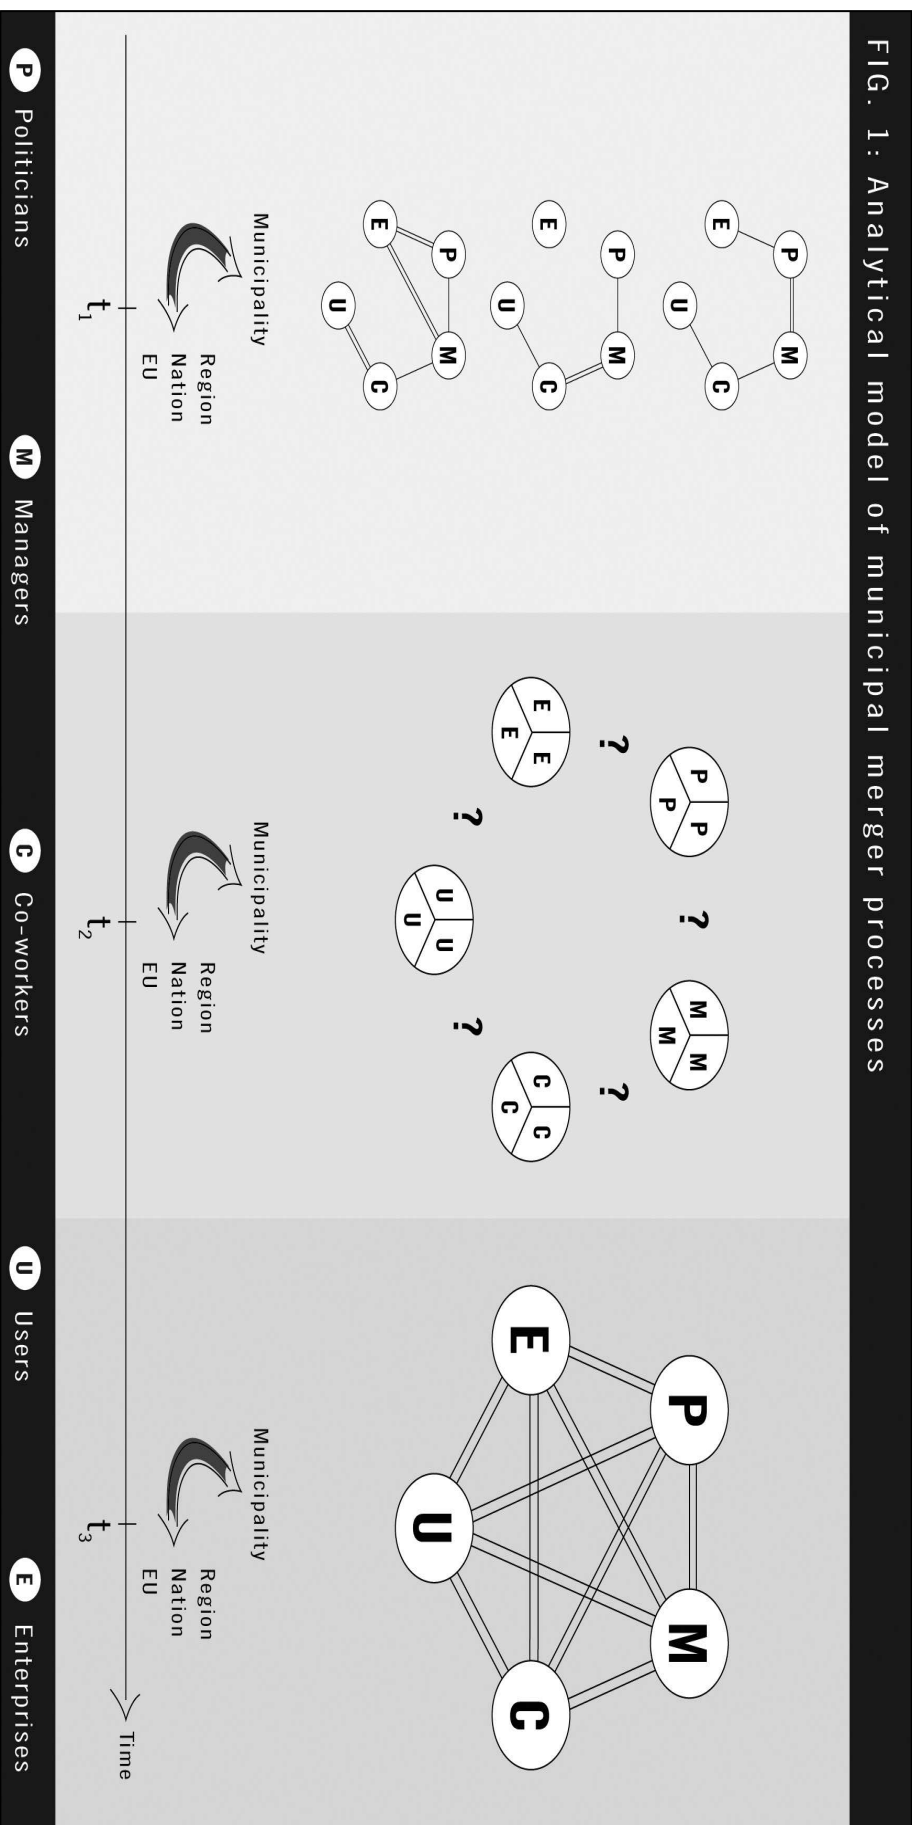 FIG. 1: Analytical model of municipal merger processes
P M
E C
U
P M
E C
U
P M
E C
U
Municipality
Region
Nation
EU
t1
P P
P
?
M M
M
?
?
E E
E
C C
C
?
?
U U
U
Municipality
Region
Nation
EU
t2
P M
E C
U
Municipality
Region
Nation
EU
t3
Time
P Politicians
M Managers
C Co-workers
U Users
E Enterprises